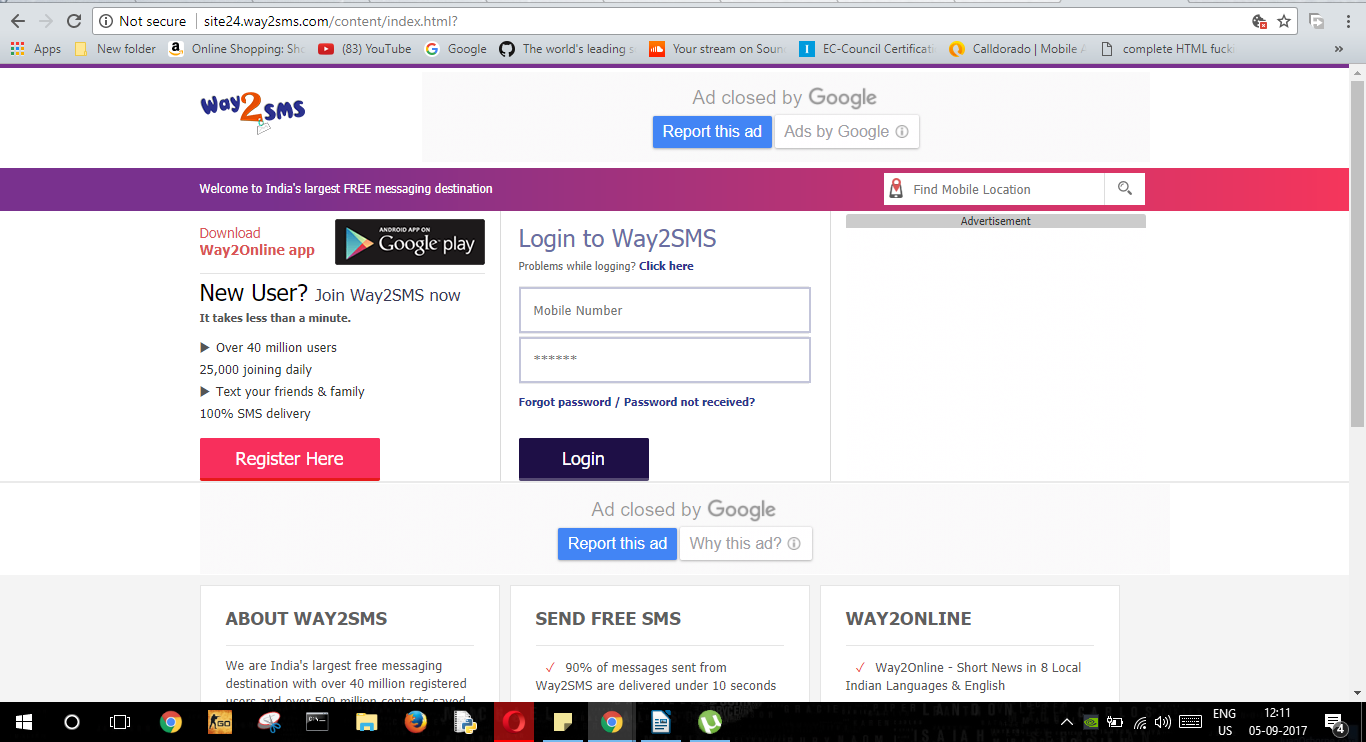 Not secure | site24.way2sms.com/content/index.html?
Apps New folder Online Shopping: Sho (83) YouTube Google The world's leading s Your stream on Soun EC-Council Certificati Calldorado | Mobile A complete HTML fucki »
Way2SMS
Ad closed by Google
Report this ad Ads by Google
Welcome to India's largest FREE messaging destination
Find Mobile Location
Download
Way2Online app
ANDROID APP ON
Google play
New User? Join Way2SMS now
It takes less than a minute.
Over 40 million users
25,000 joining daily
Text your friends & family
100% SMS delivery
Register Here
Login to Way2SMS
Problems while logging? Click here
Mobile Number
******
Forgot password / Password not received?
Login
Advertisement
Ad closed by Google
Report this ad Why this ad?
ABOUT WAY2SMS
We are India's largest free messaging
destination with over 40 million registered
users and over 500 million contacts saved
SEND FREE SMS
✓ 90% of messages sent from
Way2SMS are delivered under 10 seconds
WAY2ONLINE
✓ Way2Online - Short News in 8 Local
Indian Languages & English
GO
ENG
US
12:11
05-09-2017
4